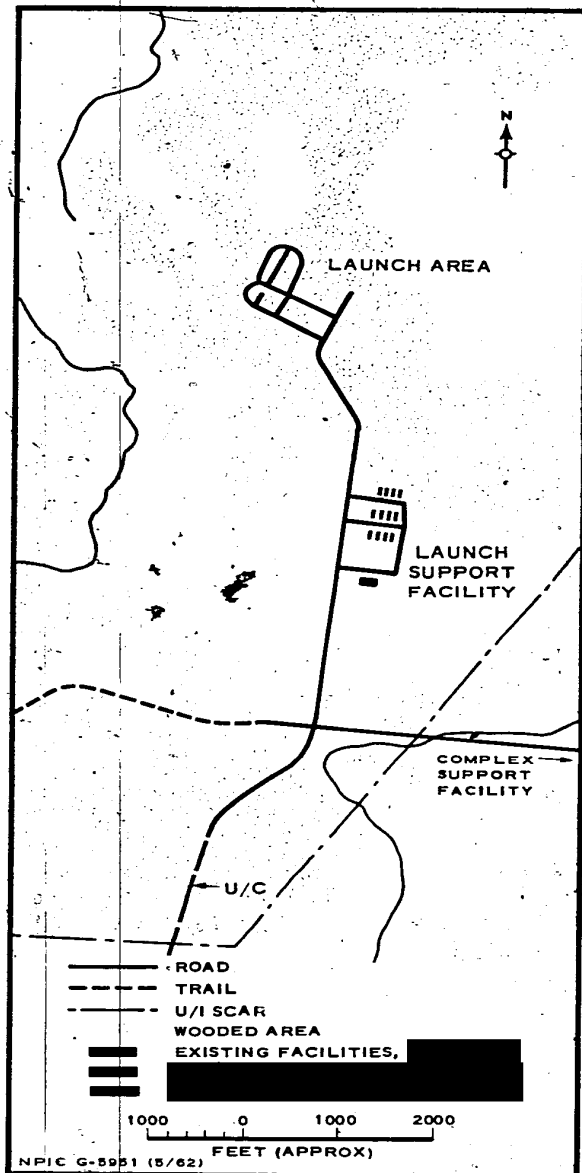 N
LAUNCH AREA
LAUNCH
SUPPORT
FACILITY
COMPLEX
SUPPORT
FACILITY
U/C
ROAD
TRAIL
U/I SCAR
WOODED AREA
EXISTING FACILITIES,
1000 0 1000 2000
FEET (APPROX)
NPIC G-5951 (5/62)